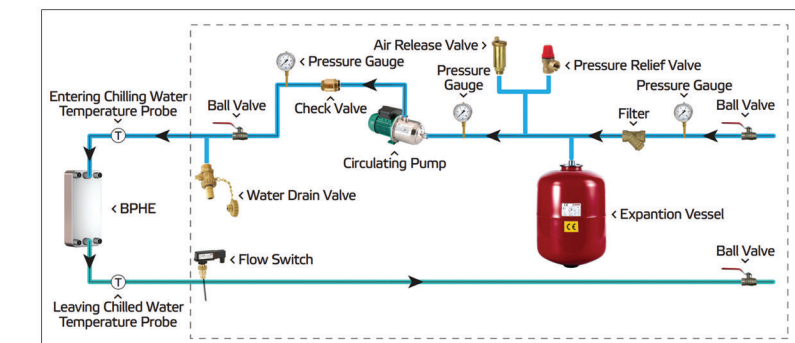 Air Release Valve
Pressure Gauge
Pressure Relief Valve
Entering Chilling Water
Temperature Probe
Ball Valve
Check Valve
Pressure
Gauge
Pressure Gauge
Filter
Ball Valve
T
Circulating Pump
BPHE
Water Drain Valve
Expantion Vessel
CE
Flow Switch
Ball Valve
T
Leaving Chilled Water
Temperature Probe